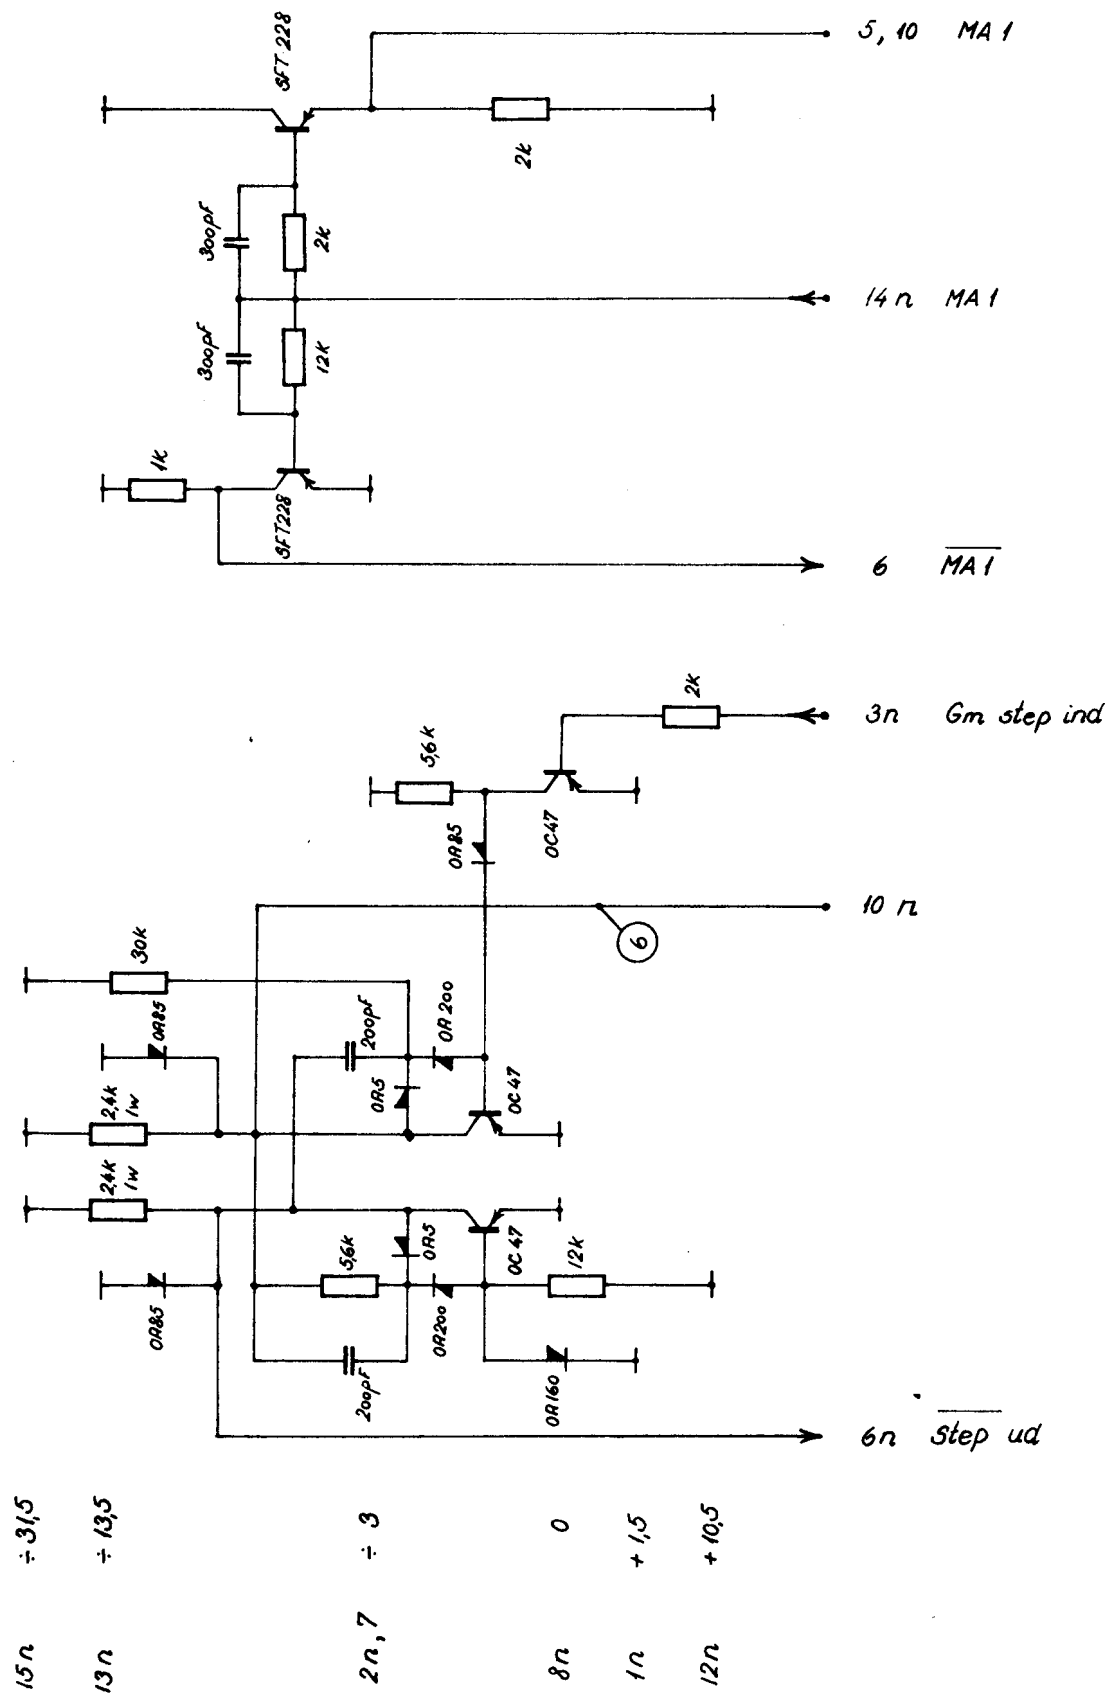 5, 10 MA 1
SFT 228
2k
300pF
2k
14n MA 1
300pF
12k
1k
SFT228
6 MA1
2k
3n Gm step ind
5,6k
OC47
OA85
10 n
6
30k
OA85
200pF
OA200
2,4k
1w
OA5
OC47
2,4k
1w
OA5
OC47
5,6k
12k
OA85
OA200
200pF
OA160
6n Step ud
15n ÷ 31,5
13n ÷ 13,5
2n, 7 ÷ 3
8n 0
1n + 1,5
12n + 10,5